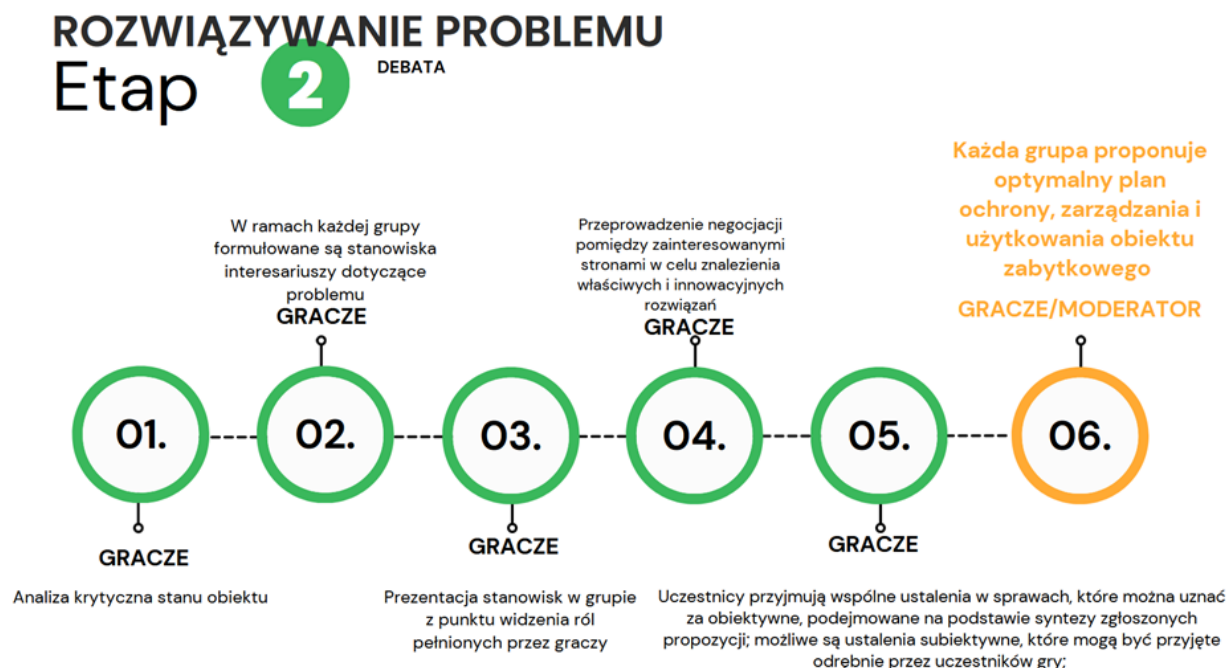 ROZWIĄZYWANIE PROBLEMU
Etap 2 DEBATA
Każda grupa proponuje
optymalny plan
ochrony, zarządzania i
użytkowania obiektu
zabytkowego
GRACZE/MODERATOR
W ramach każdej grupy
formułowane są stanowiska
interesariuszy dotyczące
problemu
GRACZE
Przeprowadzenie negocjacji
pomiędzy zainteresowanymi
stronami w celu znalezienia
właściwych i innowacyjnych
rozwiązań
GRACZE
01.
02.
03.
04.
05.
06.
GRACZE
Analiza krytyczna stanu obiektu
GRACZE
Prezentacja stanowisk w grupie
z punktu widzenia ról
pełnionych przez graczy
GRACZE
Uczestnicy przyjmują wspólne ustalenia w sprawach, które można uznać
za obiektywne, podejmowane na podstawie syntezy zgłoszonych
propozycji; możliwe są ustalenia subiektywne, które mogą być przyjęte
odrębnie przez uczestników gry;